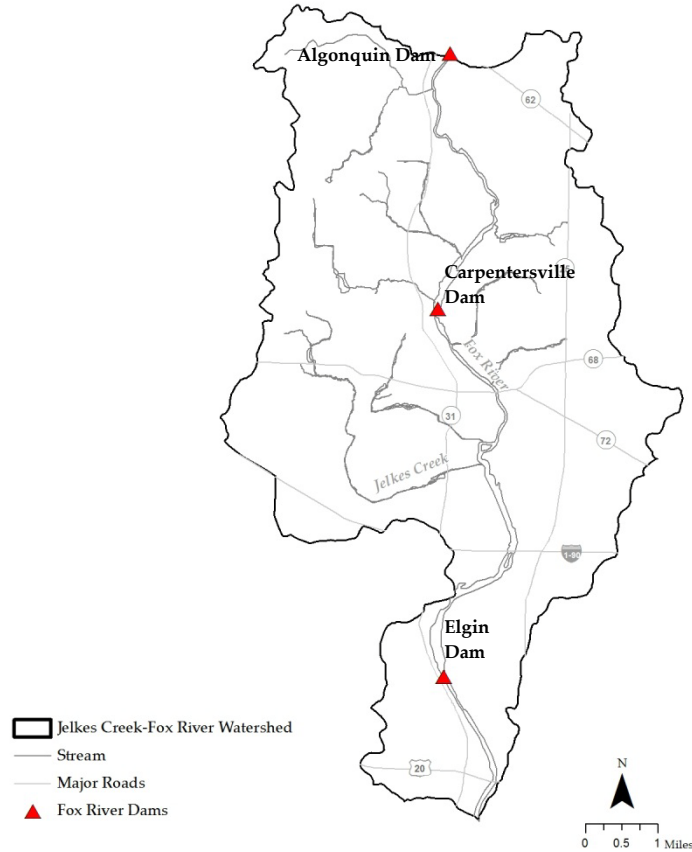 Algonquin Dam
62
Carpentersville
Dam
Fox River
68
31
72
Jelkes Creek
I-90
Elgin
Dam
20
Jelkes Creek-Fox River Watershed
Stream
Major Roads
Fox River Dams
N
0 0.5 1 Miles